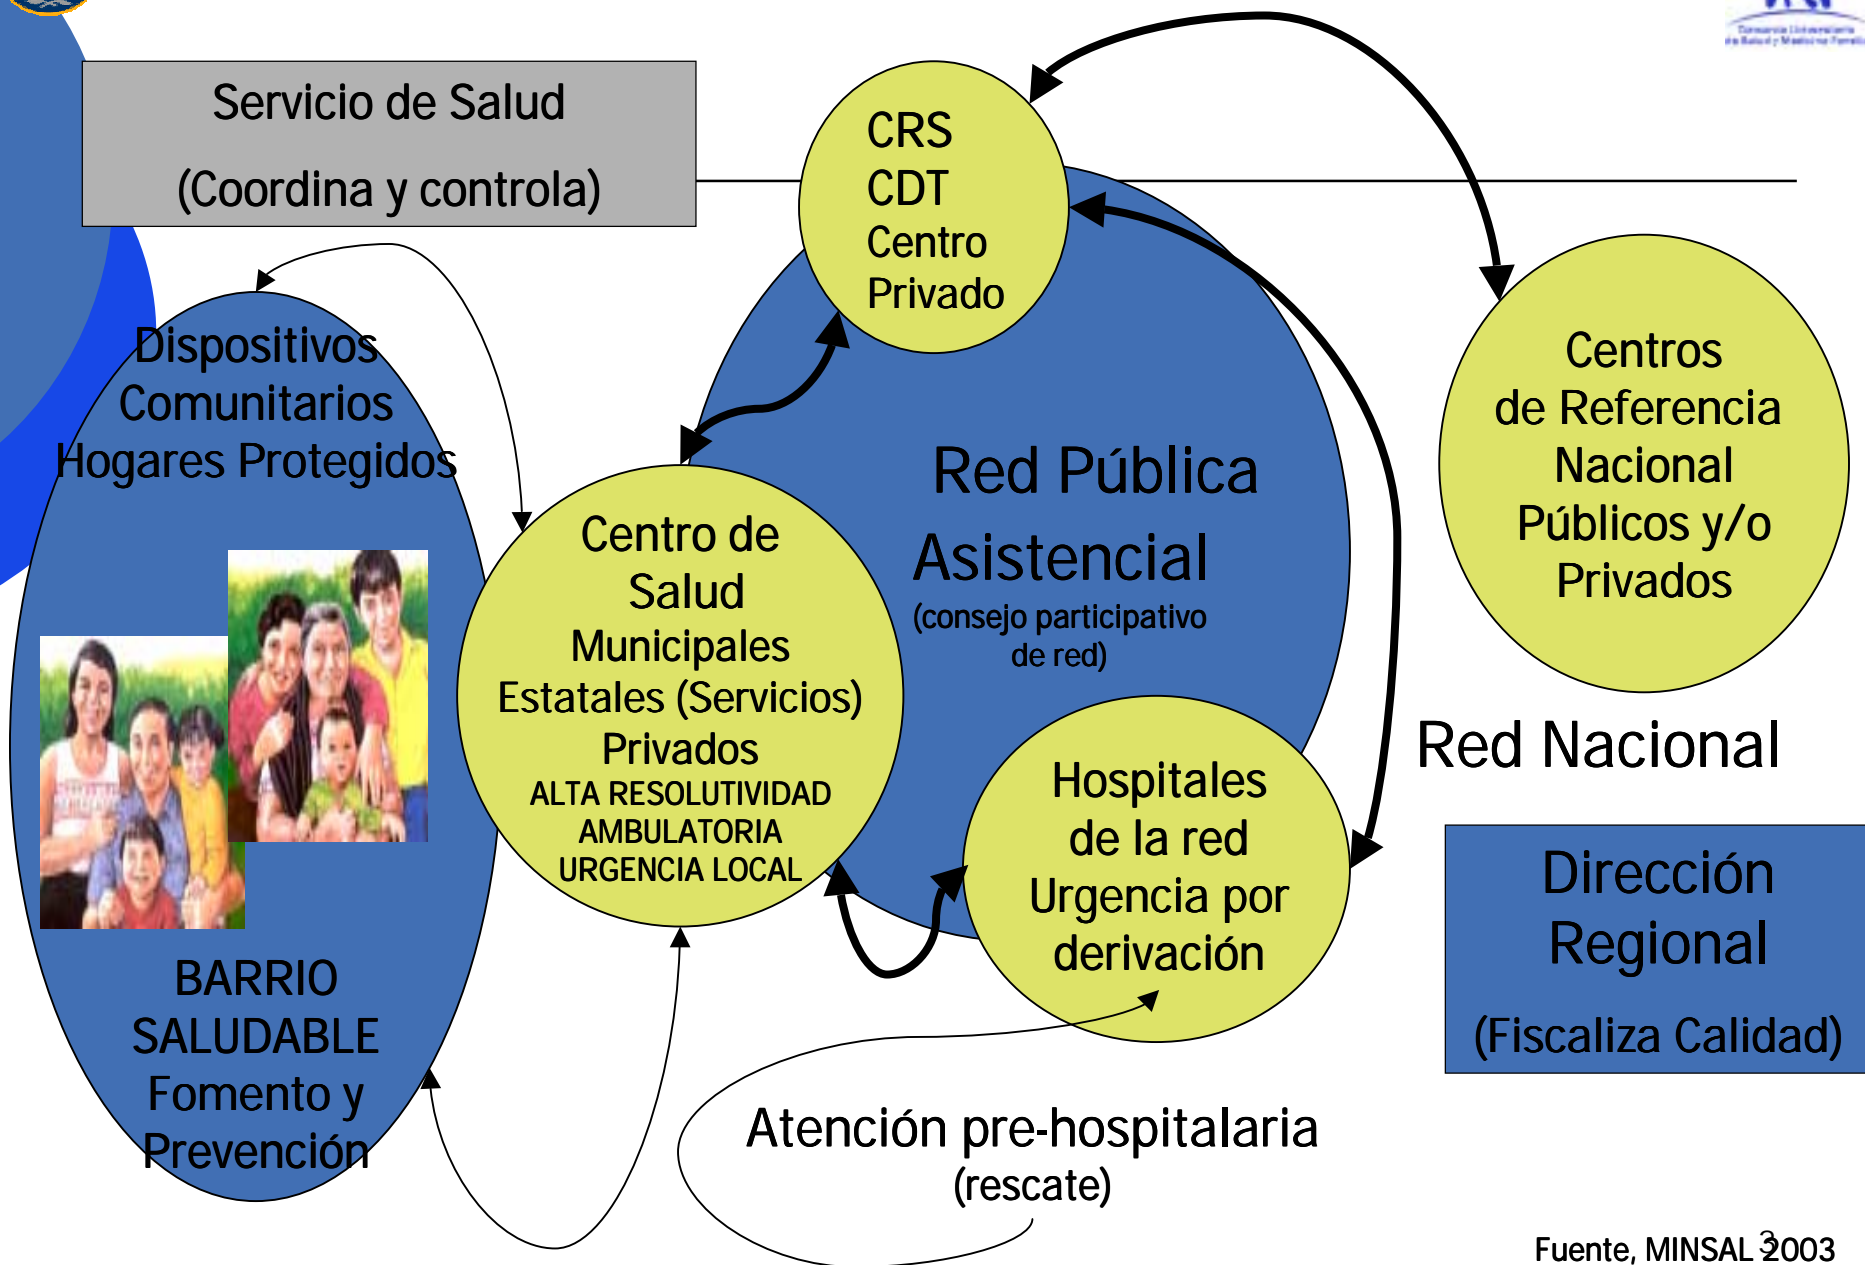 Servicio de Salud
(Coordina y controla)
CRS
CDT
Centro
Privado
Dispositivos
Comunitarios
Hogares Protegidos
BARRIO
SALUDABLE
Fomento y
Prevención
Centro de
Salud
Municipales
Estatales (Servicios)
Privados
ALTA RESOLUTIVIDAD
AMBULATORIA
URGENCIA LOCAL
Red Pública
Asistencial
(consejo participativo
de red)
Hospitales
de la red
Urgencia por
derivación
Centros
de Referencia
Nacional
Públicos y/o
Privados
Red Nacional
Dirección
Regional
(Fiscaliza Calidad)
Atención pre-hospitalaria
(rescate)
Fuente, MINSAL 2003
3